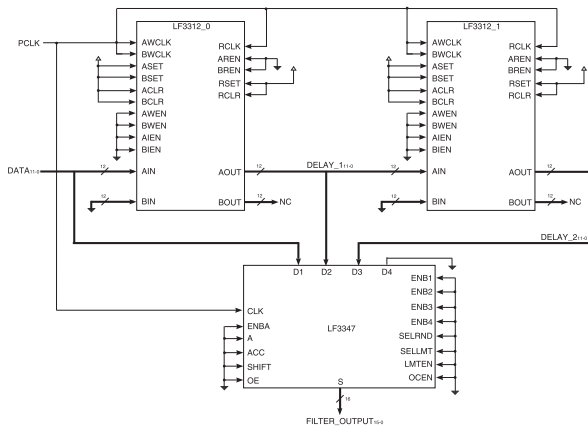 LF3312_0
LF3312_1
PCLK
AWCLK
BWCLK
ASET
BSET
ACLR
BCLR
AWEN
BWEN
AIEN
BIEN
RCLK
AREN
BREN
RSET
RCLR
AWCLK
BWCLK
ASET
BSET
ACLR
BCLR
AWEN
BWEN
AIEN
BIEN
RCLK
AREN
BREN
RSET
RCLR
DATA11-0
12
AIN
AOUT
12
DELAY_111-0
12
AIN
AOUT
12
12
BIN
BOUT
12
NC
12
BIN
BOUT
12
NC
DELAY_211-0
D1
D2
D3
D4
CLK
ENBA
A
ACC
SHIFT
OE
LF3347
ENB1
ENB2
ENB3
ENB4
SELRND
SELLMT
LMTEN
OCEN
S
16
FILTER_OUTPUT15-0